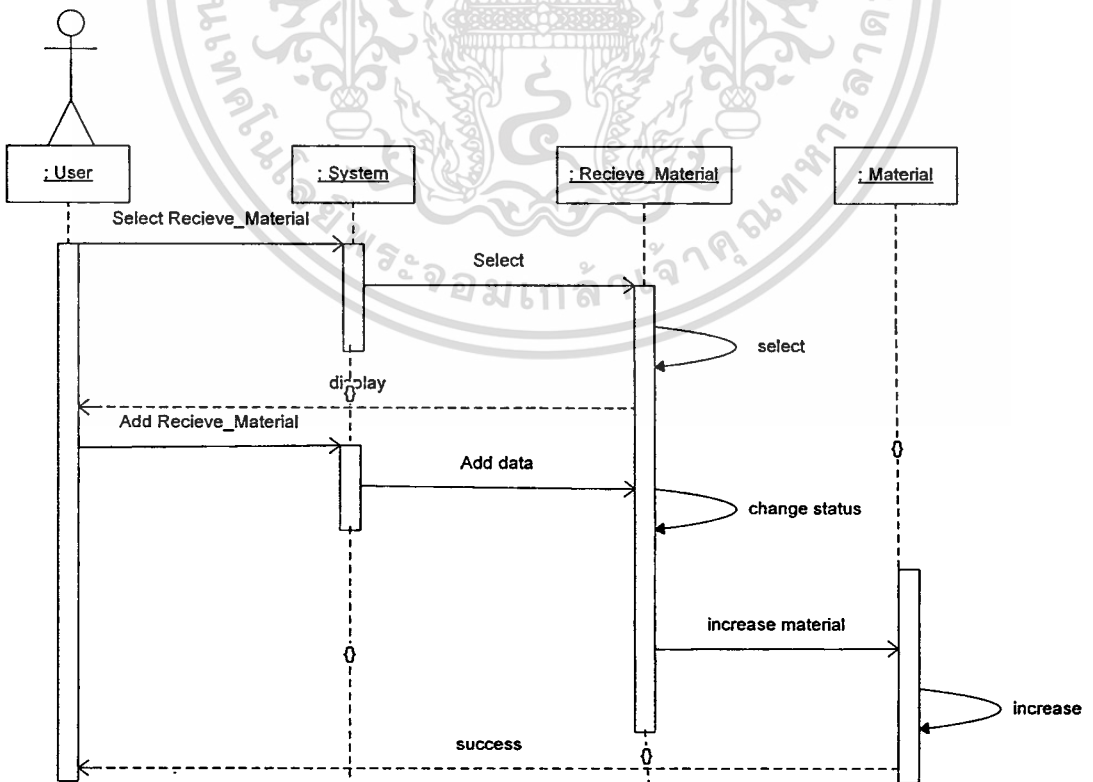 : User
: System
: Recieve_Material
: Material
Select Recieve_Material
Select
select
display
Add Recieve_Material
Add data
change status
increase material
increase
success